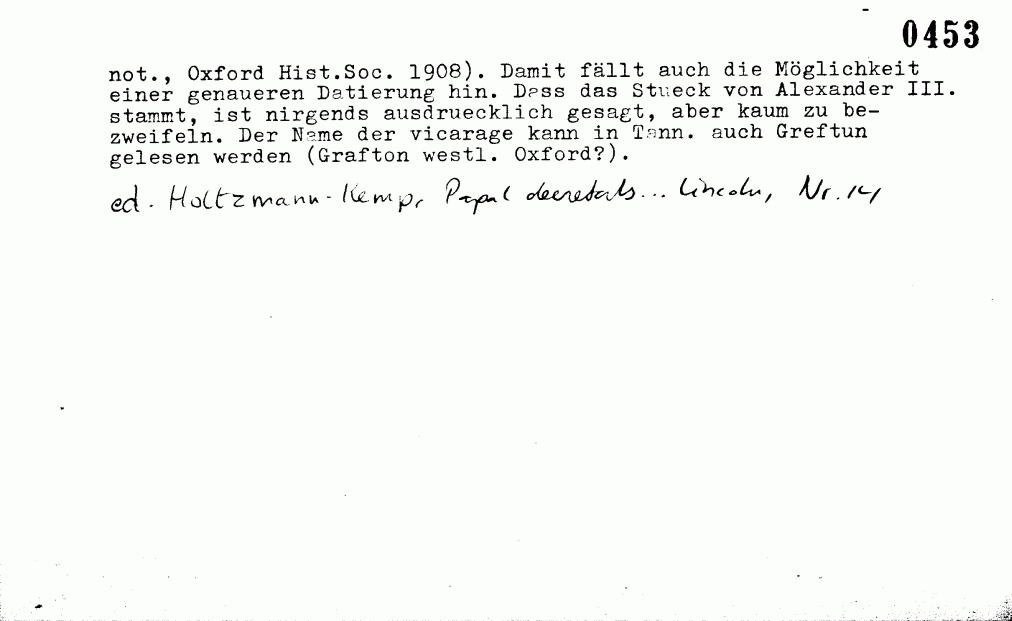 0453
not., Oxford Hist.Soc. 1908). Damit fällt auch die Möglichkeit
einer genaueren Datierung hin. Dass das Stueck von Alexander III.
stammt, ist nirgends ausdruecklich gesagt, aber kaum zu be-
zweifeln. Der Name der vicarage kann in Tann. auch Greftun
gelesen werden (Grafton westl. Oxford?).
ed. Holtzmann-Kemp, Papal decretals... Lincoln, Nr.